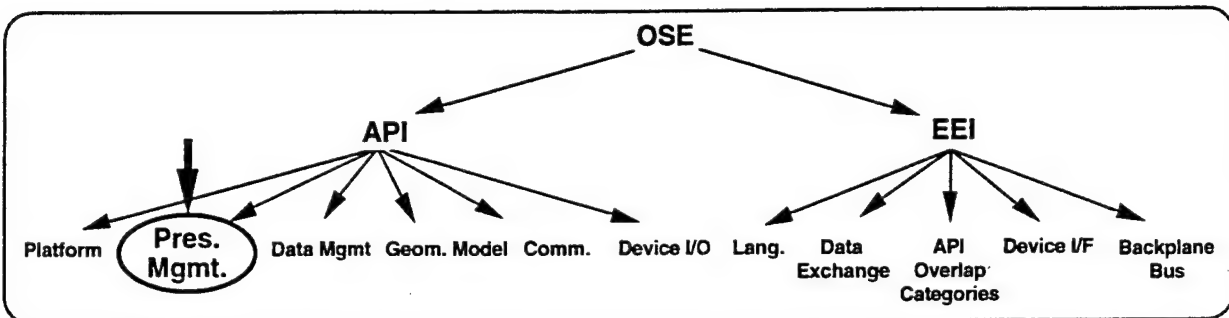 OSE
API
EEI
Platform
Pres.
Mgmt.
Data Mgmt
Geom. Model
Comm.
Device I/O
Lang.
Data
Exchange
API
Overlap
Categories
Device I/F
Backplane
Bus